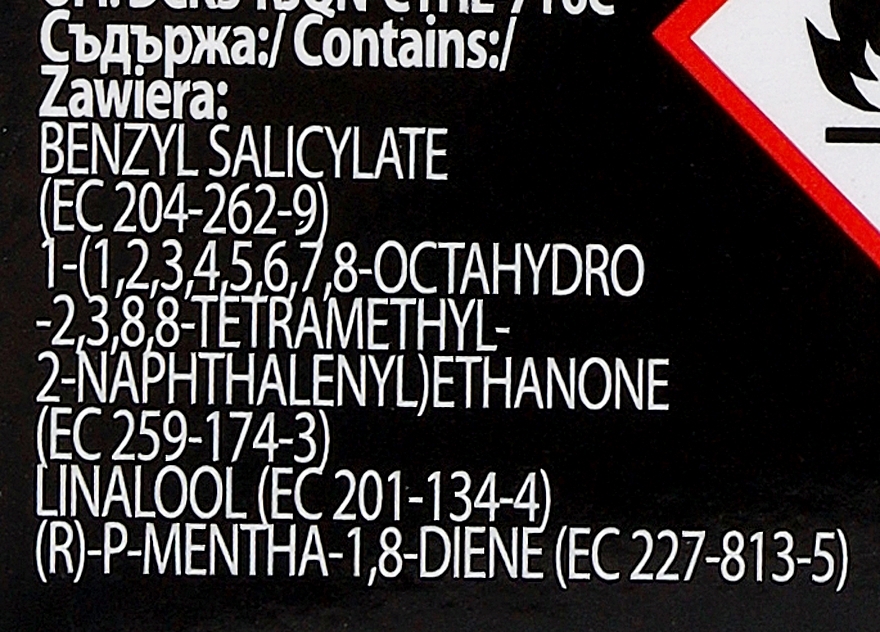 Съдържа:/ Contains:/
Zawiera:
BENZYL SALICYLATE
(EC 204-262-9)
1-(1,2,3,4,5,6,7,8-OCTAHYDRO
-2,3,8,8-TETRAMETHYL-
2-NAPHTHALENYL)ETHANONE
(EC 259-174-3)
LINALOOL (EC 201-134-4)
(R)-P-MENTHA-1,8-DIENE (EC 227-813-5)